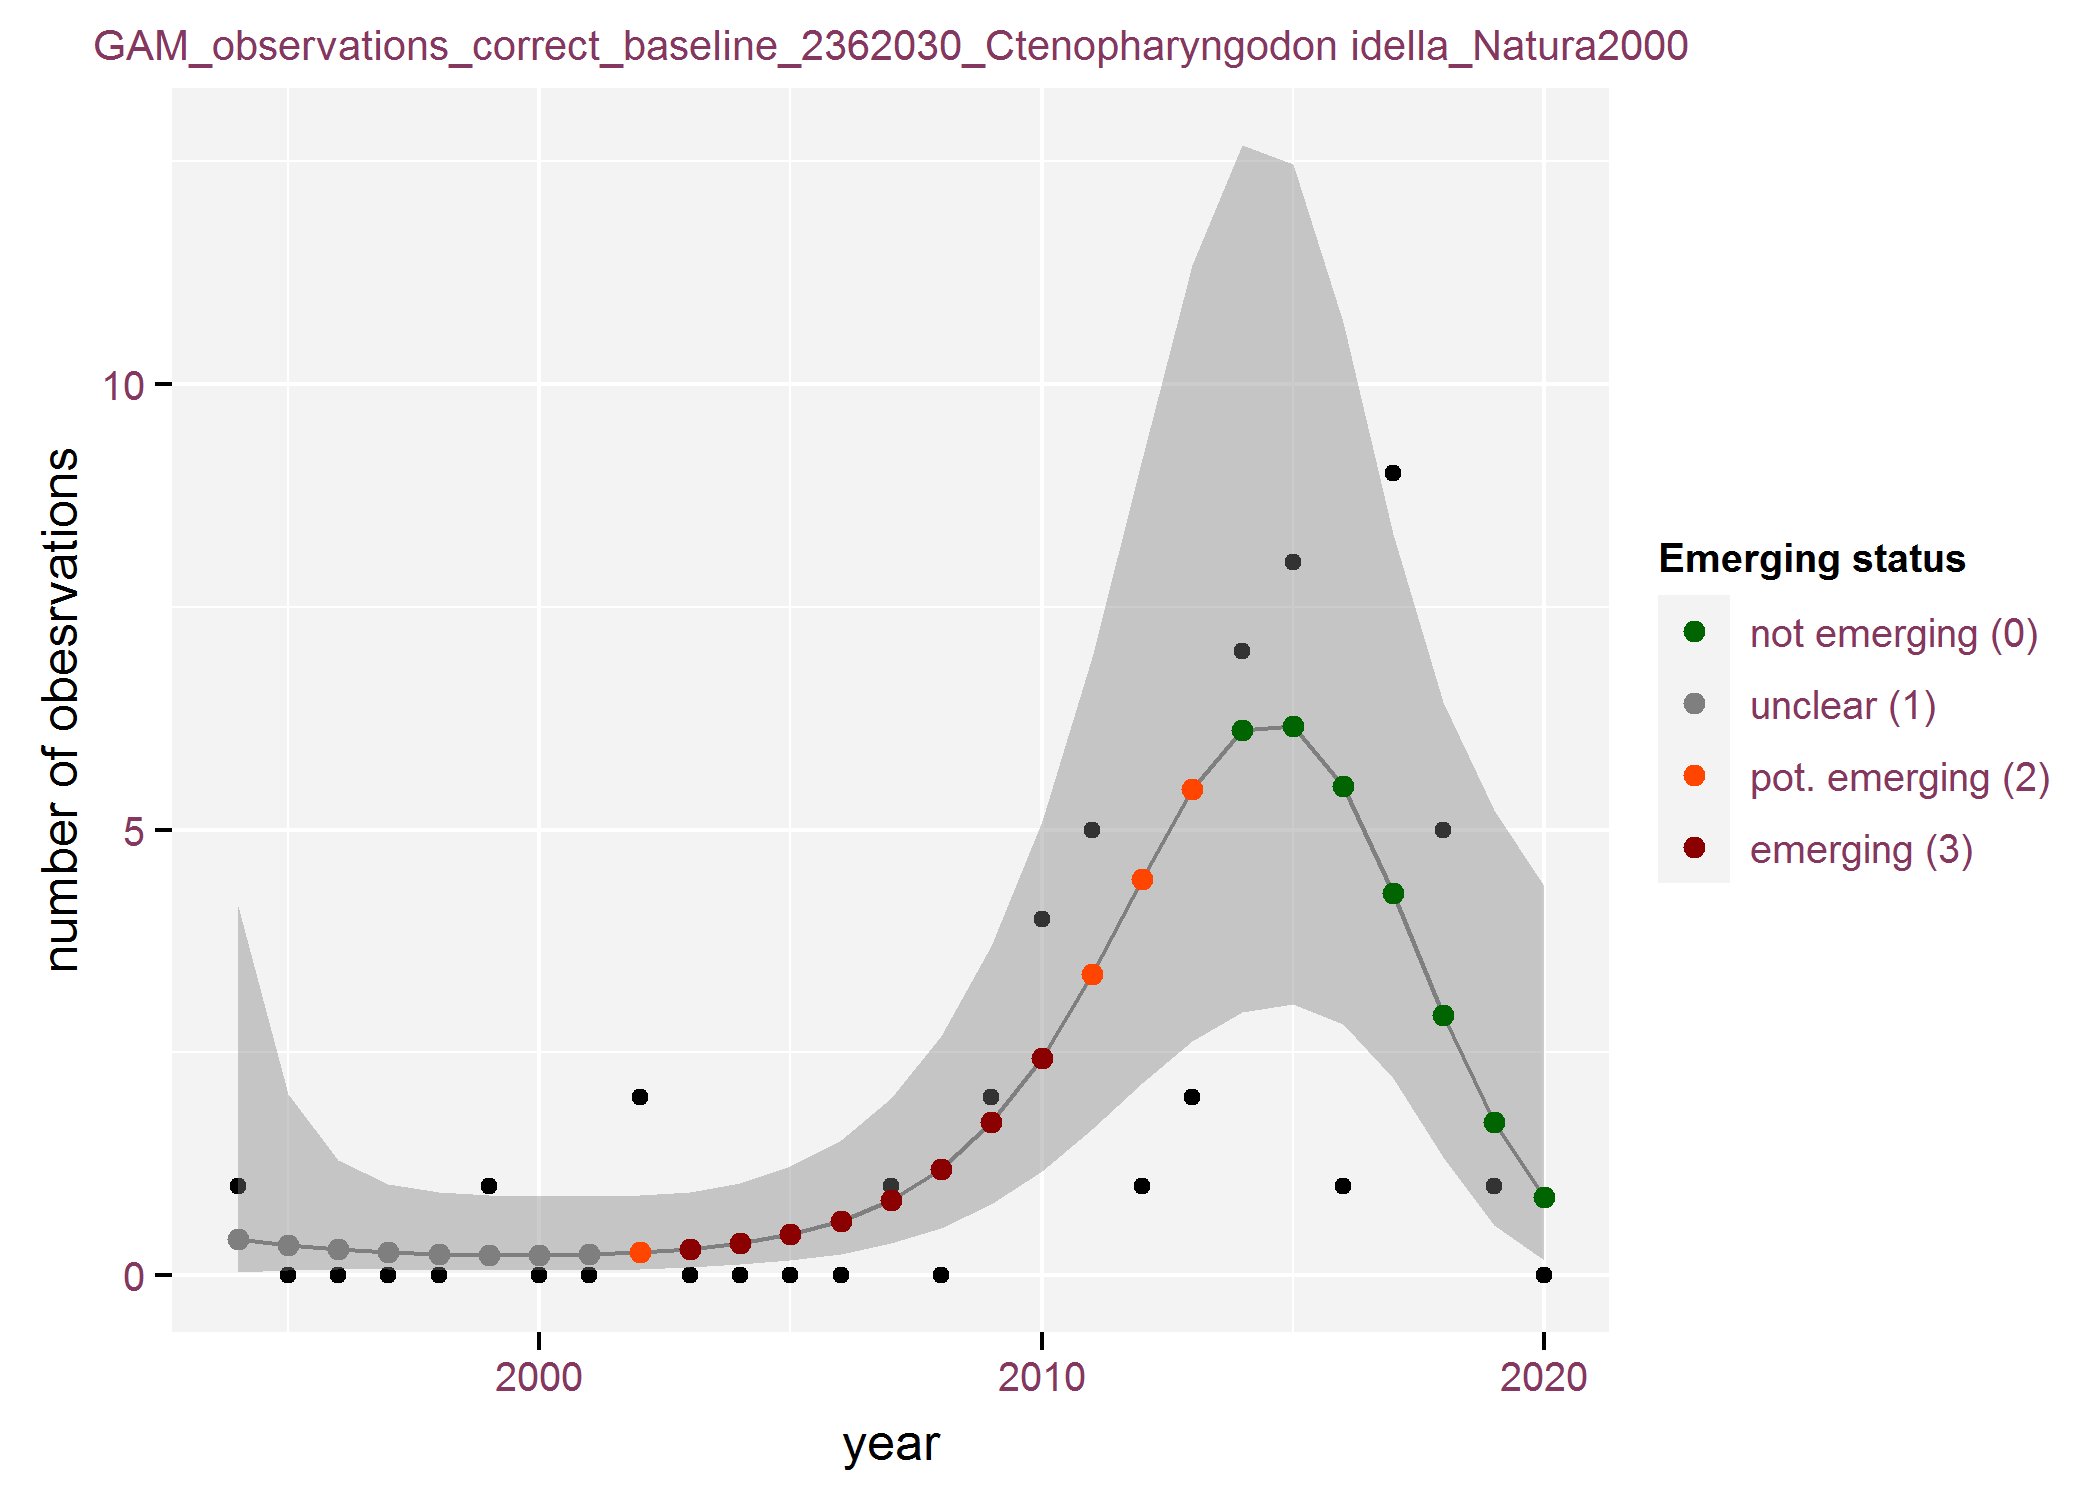 GAM_observations_correct_baseline_2362030_Ctenopharyngodon idella_Natura2000
10
5
0
number of obesrvations
2000
2010
2020
year
Emerging status
not emerging (0)
unclear (1)
pot. emerging (2)
emerging (3)